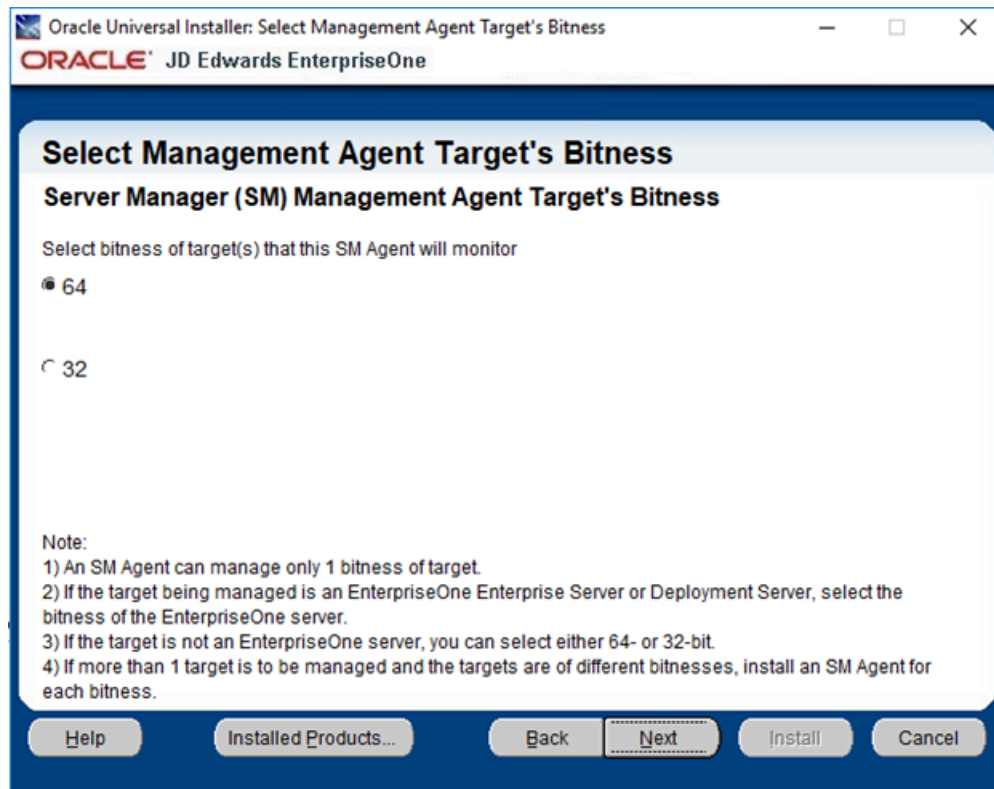 Oracle Universal Installer: Select Management Agent Target's Bitness
ORACLE' JD Edwards EnterpriseOne
Select Management Agent Target's Bitness
Server Manager (SM) Management Agent Target's Bitness
Select bitness of target(s) that this SM Agent will monitor
64
32
Note:
1) An SM Agent can manage only 1 bitness of target.
2) If the target being managed is an EnterpriseOne Enterprise Server or Deployment Server, select the
bitness of the EnterpriseOne server.
3) If the target is not an EnterpriseOne server, you can select either 64- or 32-bit.
4) If more than 1 target is to be managed and the targets are of different bitnesses, install an SM Agent for
each bitness.
Help Installed Products... Back Next Install Cancel